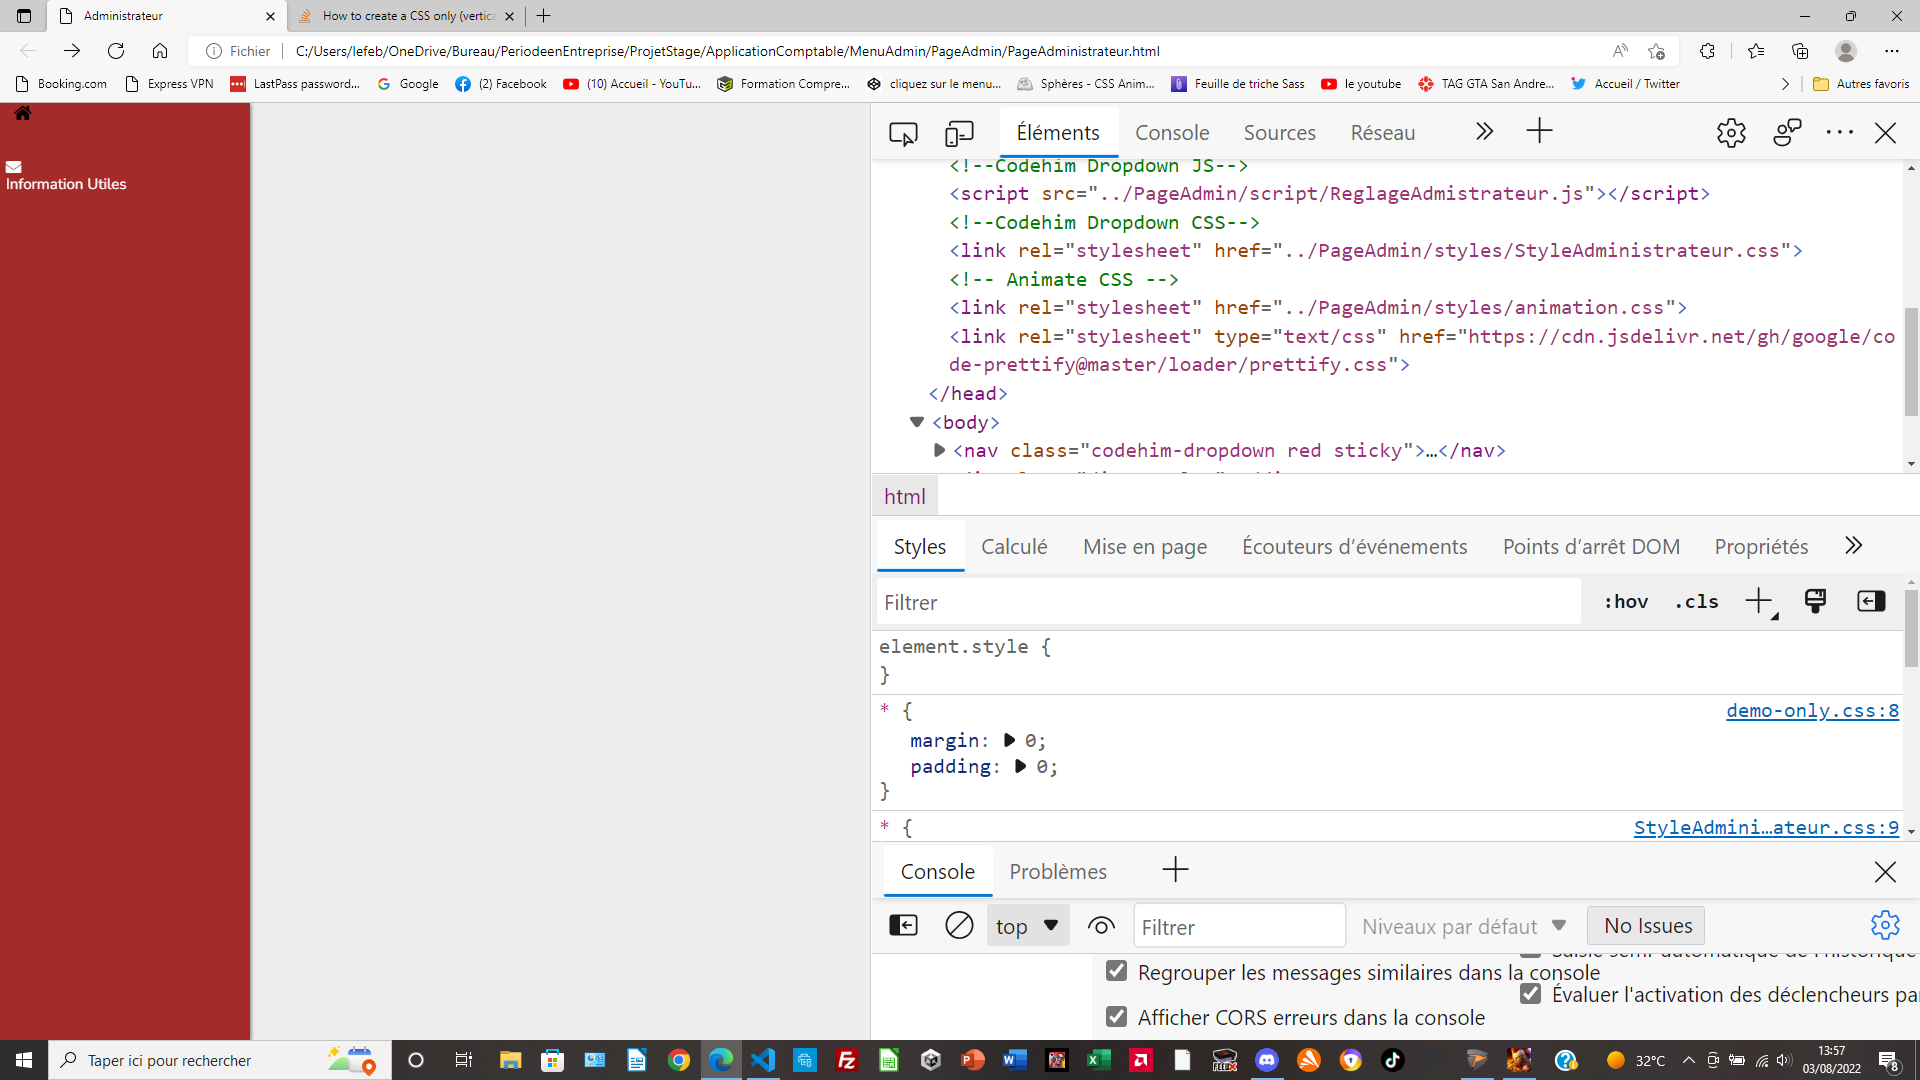 Administrateur
How to create a CSS only (vertica
Fichier
C:/Users/lefeb/OneDrive/Bureau/PeriodeenEntreprise/ProjetStage/ApplicationComptable/MenuAdmin/PageAdmin/PageAdministrateur.html
Booking.com
Express VPN
LastPass password...
Google
(2) Facebook
(10) Accueil - YouTu...
Formation Compre...
cliquez sur le menu...
Sphères - CSS Anim...
Feuille de triche Sass
le youtube
TAG GTA San Andre...
Accueil / Twitter
Autres favoris
Information Utiles
Éléments
Console
Sources
Réseau
<!--Codehim Dropdown JS-->
<script src="../PageAdmin/script/ReglageAdmistrateur.js"></script>
<!--Codehim Dropdown CSS-->
<link rel="stylesheet" href="../PageAdmin/styles/StyleAdministrateur.css">
<!-- Animate CSS -->
<link rel="stylesheet" href="../PageAdmin/styles/animation.css">
<link rel="stylesheet" type="text/css" href="https://cdn.jsdelivr.net/gh/google/co
de-prettify@master/loader/prettify.css">
</head>
<body>
<nav class="codehim-dropdown red sticky">…</nav>
html
Styles
Calculé
Mise en page
Écouteurs d’événements
Points d’arrêt DOM
Propriétés
Filtrer
:hov
.cls
element.style {
}
* {
demo-only.css:8
margin: 0;
padding: 0;
}
* {
StyleAdmini…ateur.css:9
Console
Problèmes
top
Filtrer
Niveaux par défaut
No Issues
Saisie semi-automatique de l'historique
Regrouper les messages similaires dans la console
Évaluer l'activation des déclencheurs pa
Afficher CORS erreurs dans la console
Taper ici pour rechercher
32°C
13:57
03/08/2022
8